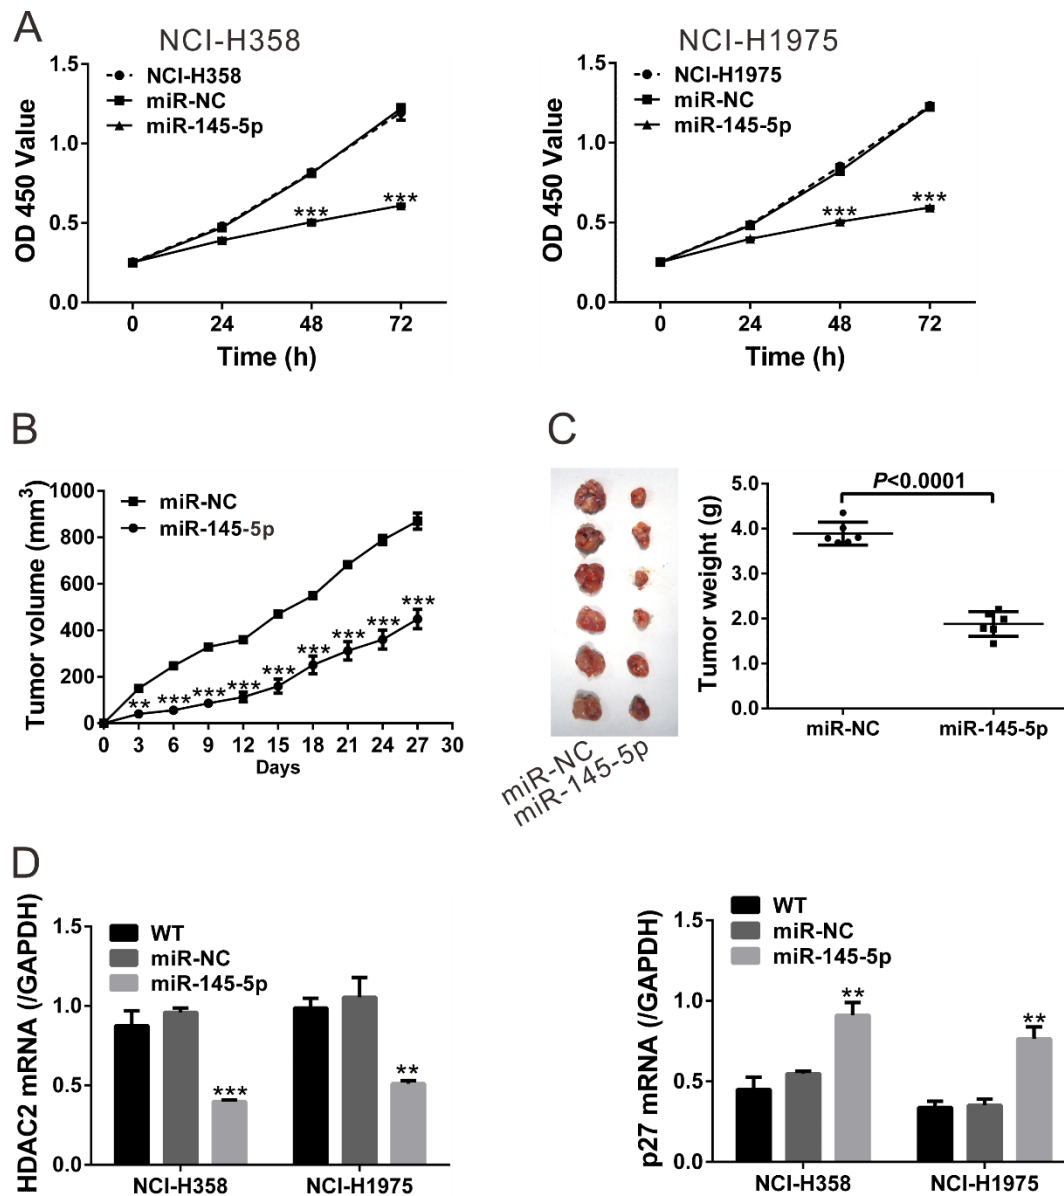 A
NCI-H358
NCI-H358
miR-NC
miR-145-5p
OD 450 Value
1.5
1.0
0.5
0.0
***
***
0 24 48 72
Time (h)
NCI-H1975
NCI-H1975
miR-NC
miR-145-5p
OD 450 Value
1.5
1.0
0.5
0.0
***
***
0 24 48 72
Time (h)
B
miR-NC
miR-145-5p
Tumor volume (mm3)
1000
800
600
400
200
0
** *** *** *** *** *** *** *** ***
0 3 6 9 12 15 18 21 24 27 30
Days
C
miR-NC
miR-145-5p
P<0.0001
Tumor weight (g)
5.0
4.0
3.0
2.0
1.0
0.0
miR-NC miR-145-5p
D
WT
miR-NC
miR-145-5p
HDAC2 mRNA (/GAPDH)
1.5
1.0
0.5
0.0
***
**
NCI-H358 NCI-H1975
WT
miR-NC
miR-145-5p
p27 mRNA (/GAPDH)
1.5
1.0
0.5
0.0
**
**
NCI-H358 NCI-H1975